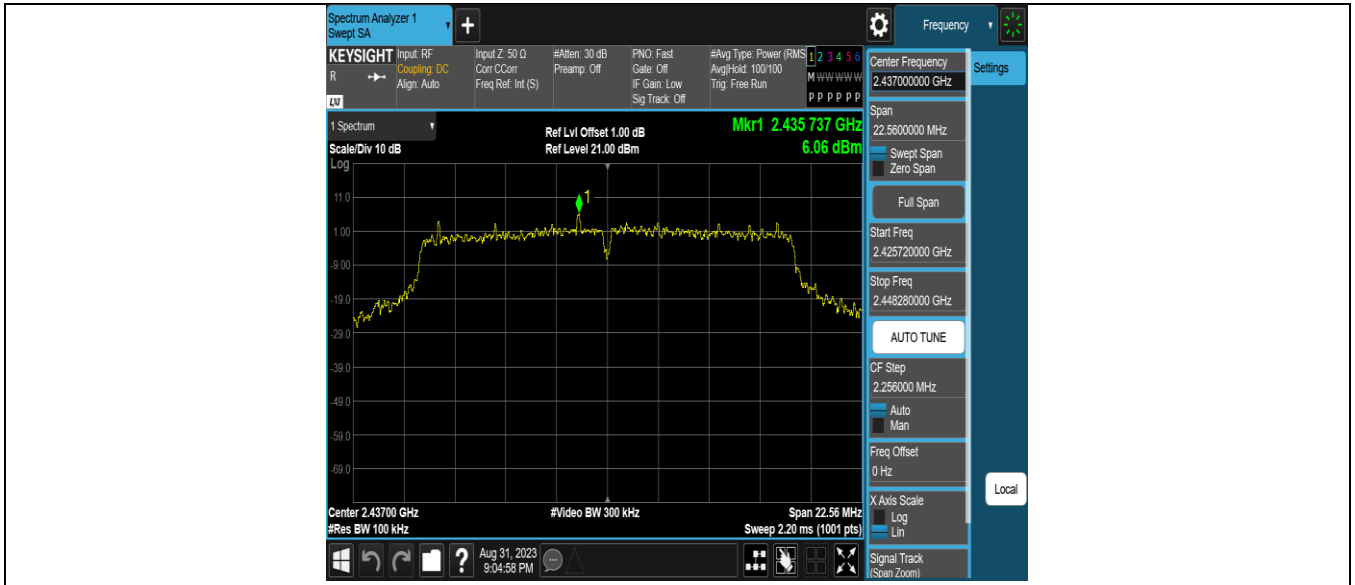 Spectrum Analyzer 1
Swept SA
Frequency
KEYSIGHT
R
LXI
Input: RF
Coupling: DC
Align: Auto
Input Z: 50 Ω
Corr CCorr
Freq Ref: Int (S)
#Atten: 30 dB
Preamp: Off
PNO: Fast
Gate: Off
IF Gain: Low
Sig Track: Off
#Avg Type: Power (RMS
Avg|Hold: 100/100
Trig: Free Run
1 2 3 4 5 6
M W W W W W
P P P P P P
1 Spectrum
Scale/Div 10 dB
Log
Ref Lvl Offset 1.00 dB
Ref Level 21.00 dBm
Mkr1 2.435 737 GHz
6.06 dBm
1
11.0
1.00
-9.00
-19.0
-29.0
-39.0
-49.0
-59.0
-69.0
Center 2.43700 GHz
#Res BW 100 kHz
#Video BW 300 kHz
Span 22.56 MHz
Sweep 2.20 ms (1001 pts)
?
Aug 31, 2023
9:04:58 PM
Center Frequency
2.437000000 GHz
Settings
Span
22.5600000 MHz
Swept Span
Zero Span
Full Span
Start Freq
2.425720000 GHz
Stop Freq
2.448280000 GHz
AUTO TUNE
CF Step
2.256000 MHz
Auto
Man
Freq Offset
0 Hz
X Axis Scale
Log
Lin
Signal Track
(Span Zoom)
Local